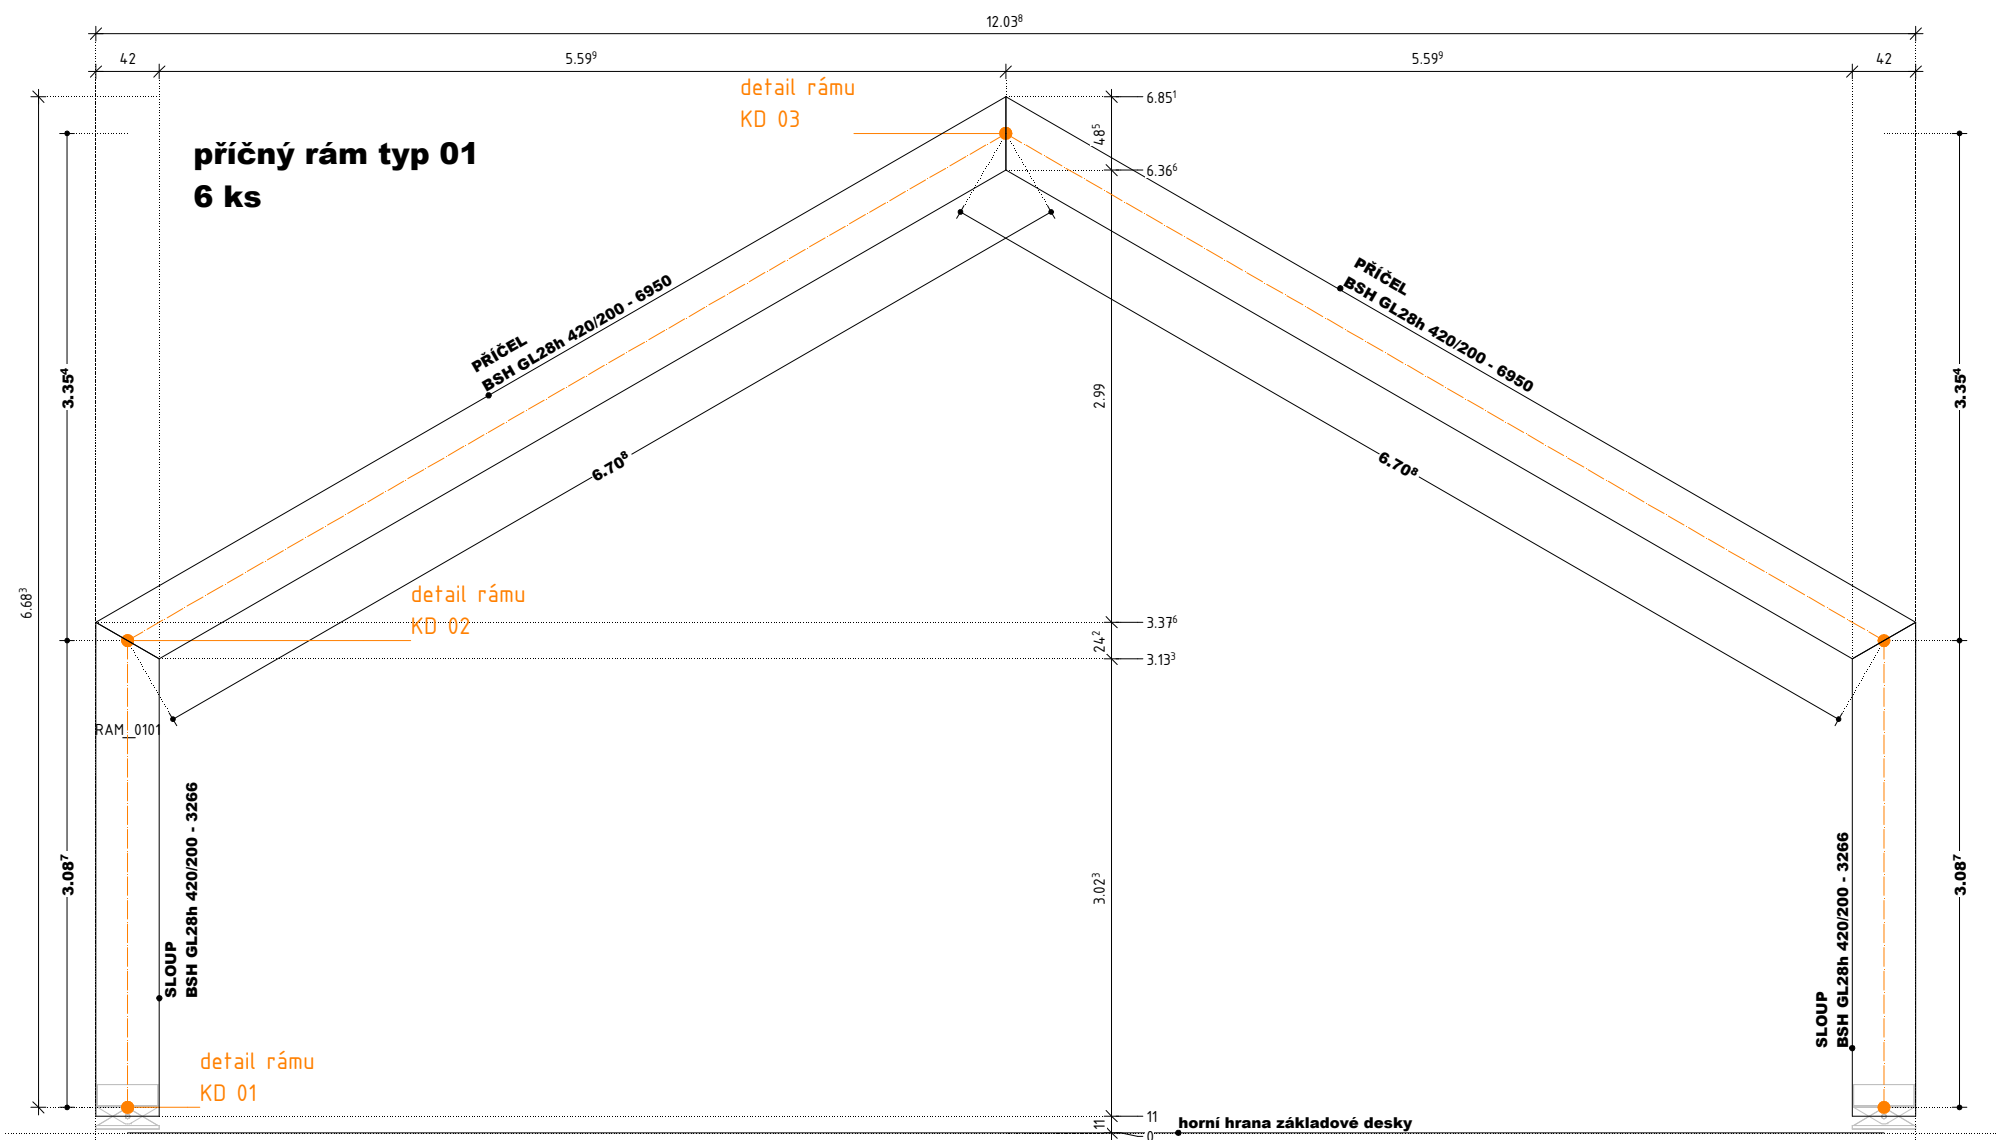 12.03⁸
42
5.59⁹
5.59⁹
42
detail rámu
KD 03
6.85¹
48⁵
6.36⁶
příčný rám typ 01
6 ks
PŘÍČEL
BSH GL28h 420/200 - 6950
PŘÍČEL
BSH GL28h 420/200 - 6950
3.35⁴
2.99
3.35⁴
6.70⁸
6.70⁸
6.68³
detail rámu
KD 02
3.37⁶
24²
3.13³
RAM_0101
SLOUP
BSH GL28h 420/200 - 3266
3.08⁷
3.02³
SLOUP
BSH GL28h 420/200 - 3266
3.08⁷
detail rámu
KD 01
11
11
horní hrana základové desky
0